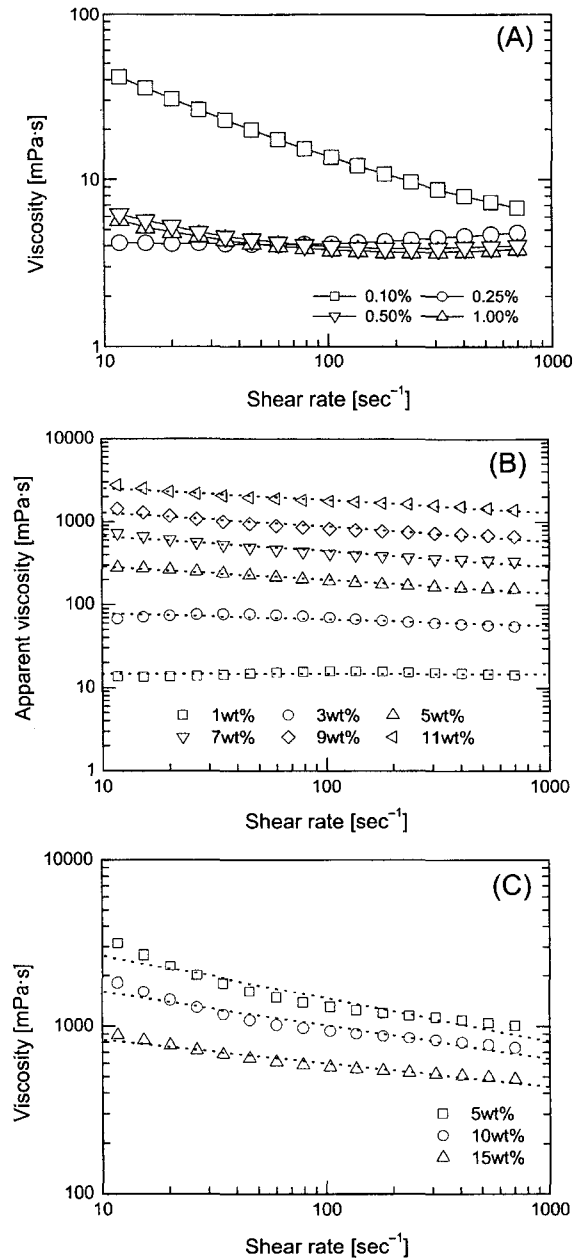 (A)
100
10
1
Viscosity [mPa·s]
0.10% 0.25%
0.50% 1.00%
10 100 1000
Shear rate [sec⁻¹]
(B)
10000
1000
100
10
1
Apparent viscosity [mPa·s]
1wt% 3wt% 5wt%
7wt% 9wt% 11wt%
10 100 1000
Shear rate [sec⁻¹]
(C)
10000
1000
100
Viscosity [mPa·s]
5wt%
10wt%
15wt%
10 100 1000
Shear rate [sec⁻¹]